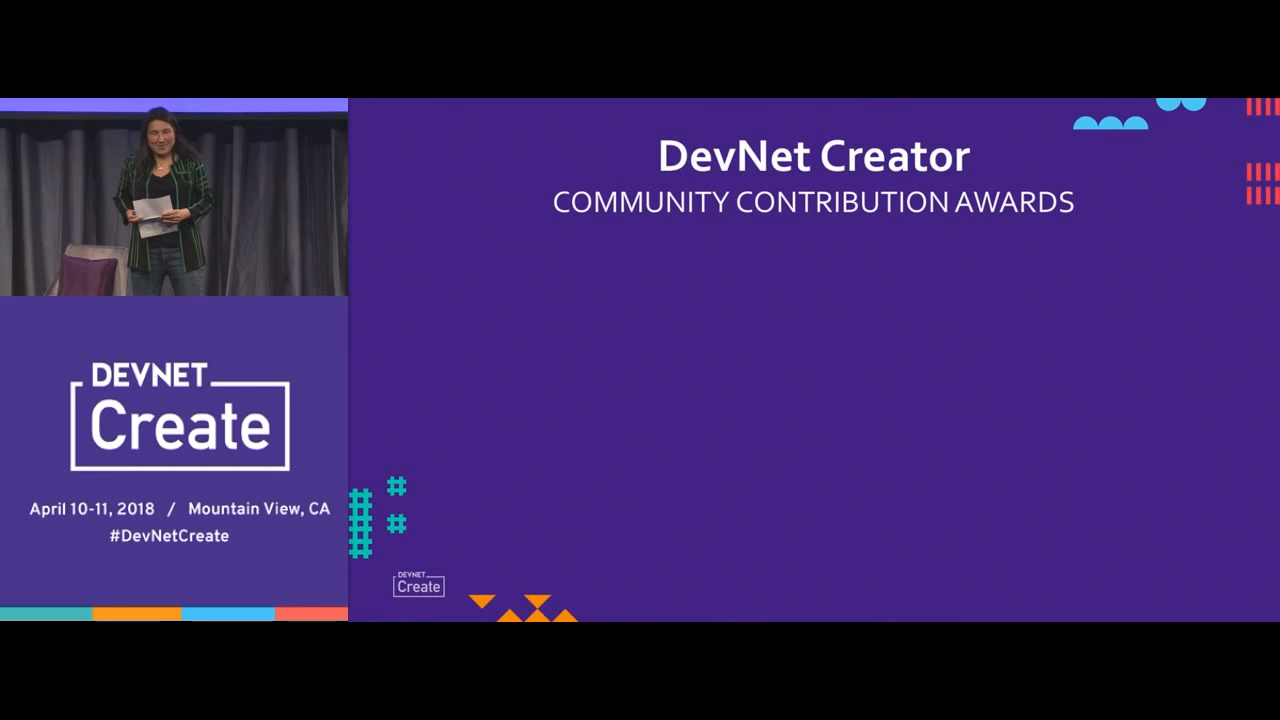 DevNet Creator
COMMUNITY CONTRIBUTION AWARDS
DEVNET
Create
April 10-11, 2018 / Mountain View, CA
#DevNetCreate
DEVNET
Create